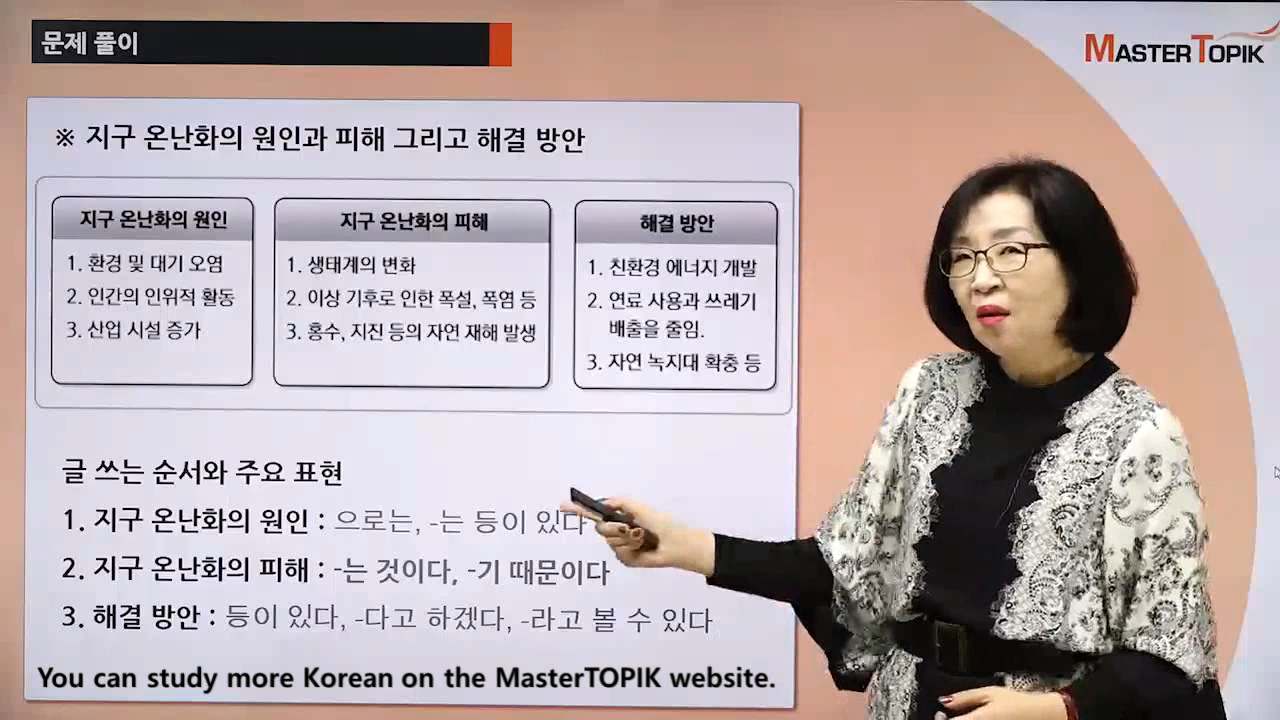 문제 풀이
MASTER TOPIK
※ 지구 온난화의 원인과 피해 그리고 해결 방안
지구 온난화의 원인
1. 환경 및 대기 오염
2. 인간의 인위적 활동
3. 산업 시설 증가
지구 온난화의 피해
1. 생태계의 변화
2. 이상 기후로 인한 폭설, 폭염 등
3. 홍수, 지진 등의 자연 재해 발생
해결 방안
1. 친환경 에너지 개발
2. 연료 사용과 쓰레기
배출을 줄임.
3. 자연 녹지대 확충 등
글 쓰는 순서와 주요 표현
1. 지구 온난화의 원인 : 으로는, -는 등이 있다
2. 지구 온난화의 피해 : -는 것이다, -기 때문이다
3. 해결 방안 : 등이 있다, -다고 하겠다, -라고 볼 수 있다
You can study more Korean on the MasterTOPIK website.